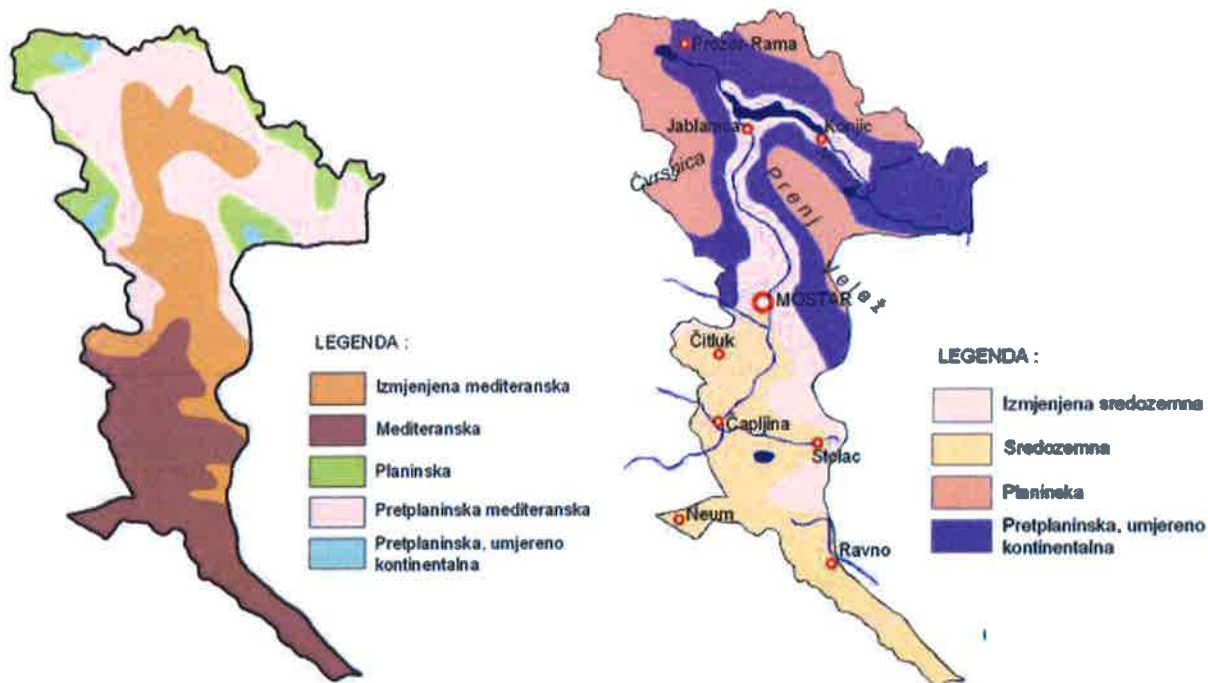 LEGENDA :
Izmjenjena mediteranska
Mediteranska
Planinska
Pretplaninska mediteranska
Pretplaninska, umjereno
kontinentalna
Prozor-Rama
Jablanica
Konjic
Čvrsnica
Prenj
Velež
MOSTAR
Čitluk
Čapljina
Stolac
Neum
Ravno
LEGENDA :
Izmjenjena sredozemna
Sredozemna
Planinska
Pretplaninska, umjereno
kontinentalna